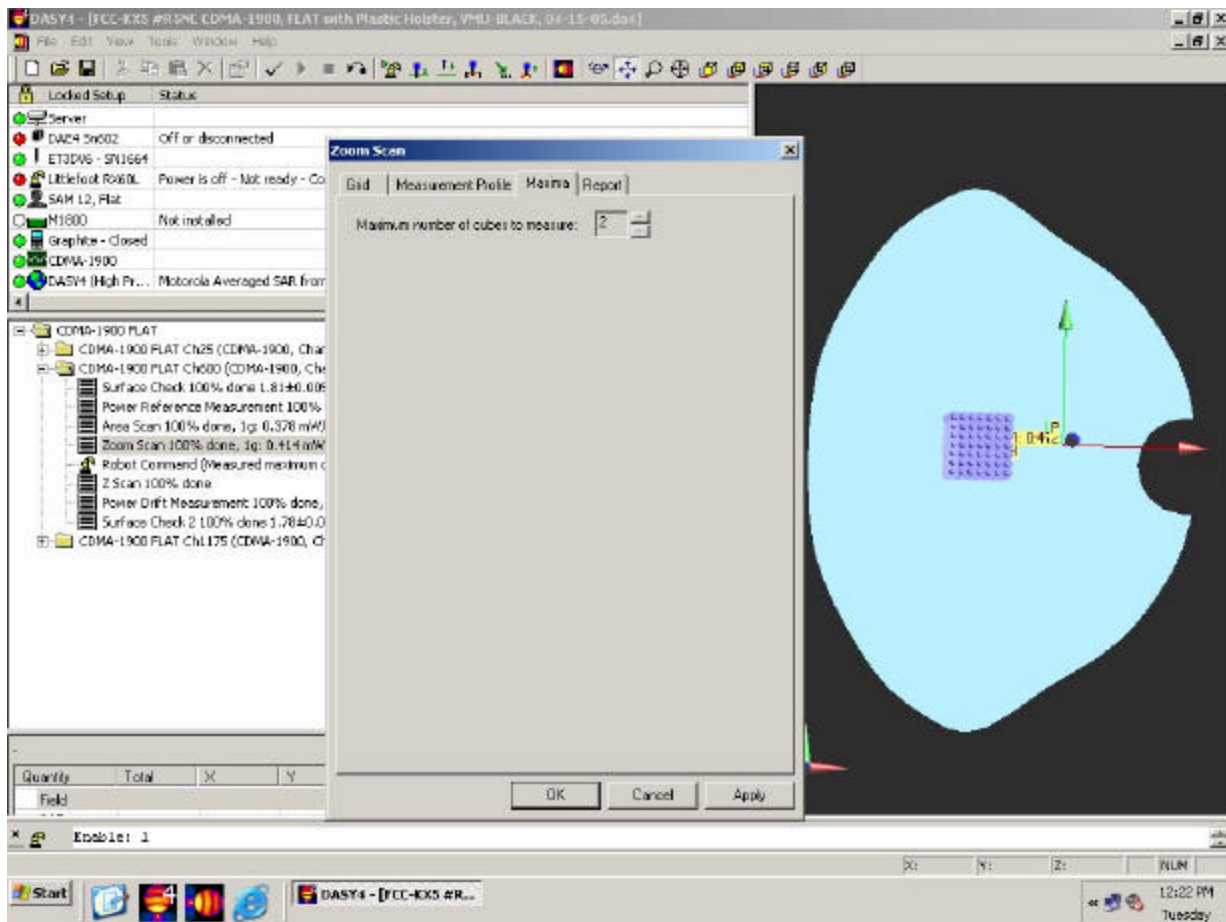 DASY4 - [FCC-KX5 #RSNC CDMA-1900, FLAT with Plastic Holster, VMU-BLACK, 04-15-05.da4]
File Edit View Tools Window Help
Locked Setup Status
Server
DAE4 Sn602 Off or disconnected
ET3DV6 - SN1664
Littlefoot RX60L Power is off - Not ready - Co
SAM 12, Flat
M1800 Not installed
Graphite - Closed
CDMA-1900
DASY4 (High Pr... Motorola Averaged SAR from
CDMA-1900 FLAT
CDMA-1900 FLAT Ch25 (CDMA-1900, Char
CDMA-1900 FLAT Ch600 (CDMA-1900, Cha
Surface Check 100% done 1.81±0.005
Power Reference Measurement 100%
Area Scan 100% done, 1g: 0.378 mW/
Zoom Scan 100% done, 1g: 0.414 mW
Robot Command (Measured maximum c
Z Scan 100% done
Power Drift Measurement 100% done,
Surface Check 2 100% done 1.78±0.0
CDMA-1900 FLAT Ch1175 (CDMA-1900, Ch
Zoom Scan
Grid Measurement Profile Maxima Report
Maximum number of cubes to measure: 2
OK Cancel Apply
Quantity Total X Y
Field
Enable: 1
X: Y: Z: NUM
Start 4 DASY4 - [FCC-KX5 #R... 12:22 PM
Tuesday